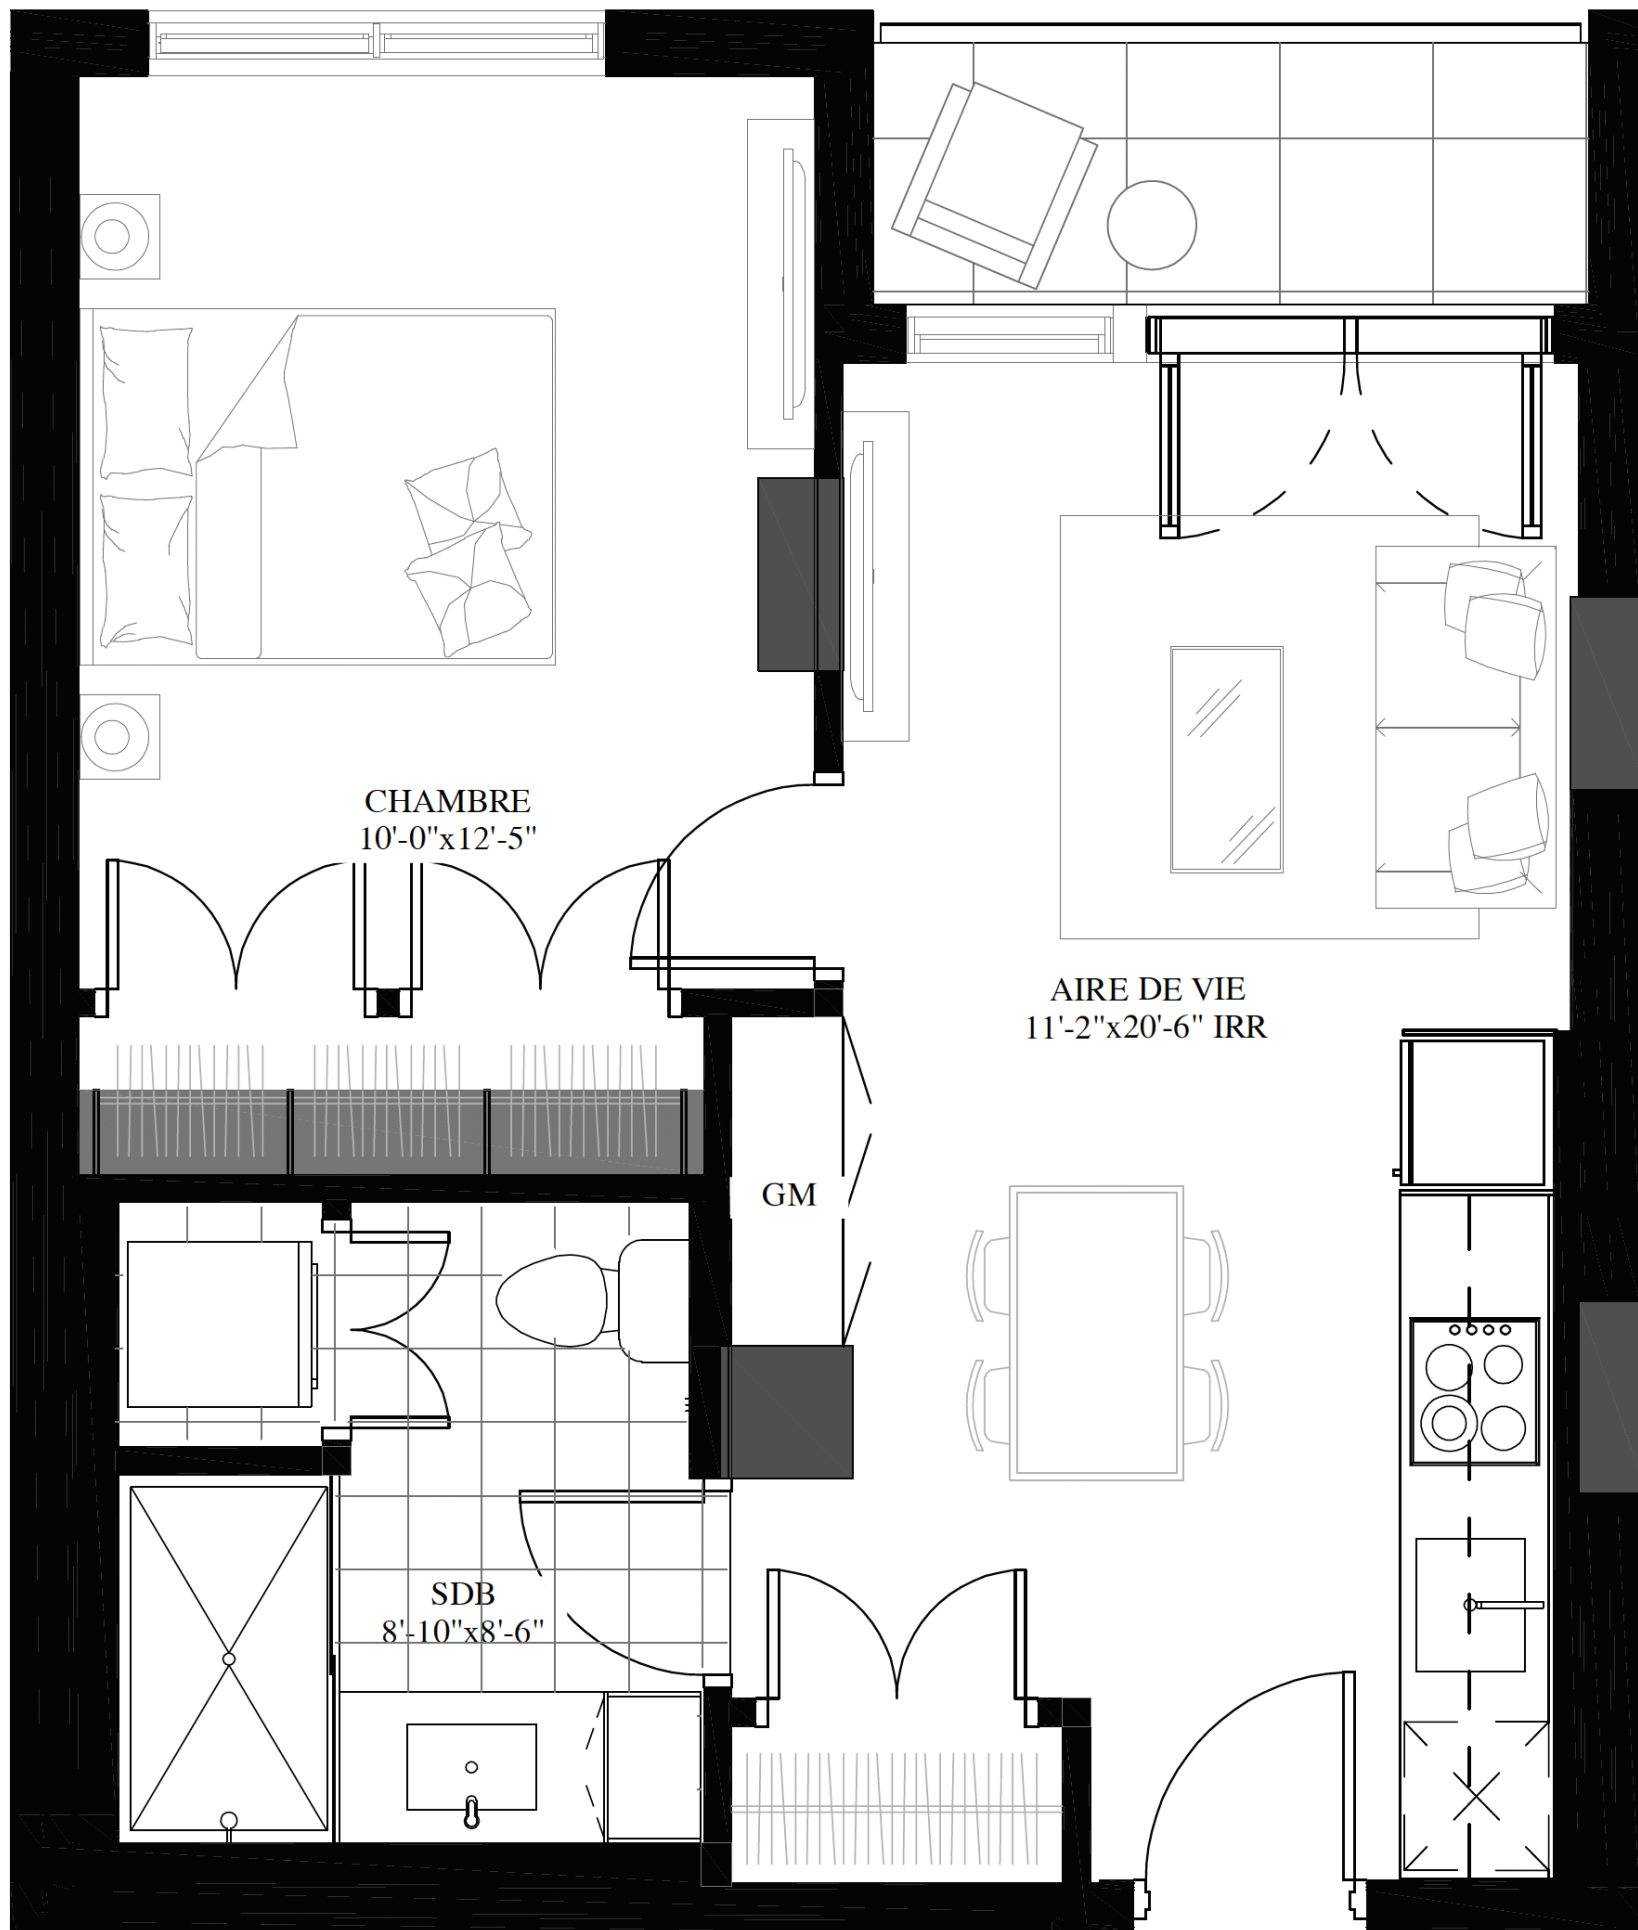 CHAMBRE
10'-0"x12'-5"
AIRE DE VIE
11'-2"x20'-6" IRR
GM
SDB
8'-10"x8'-6"